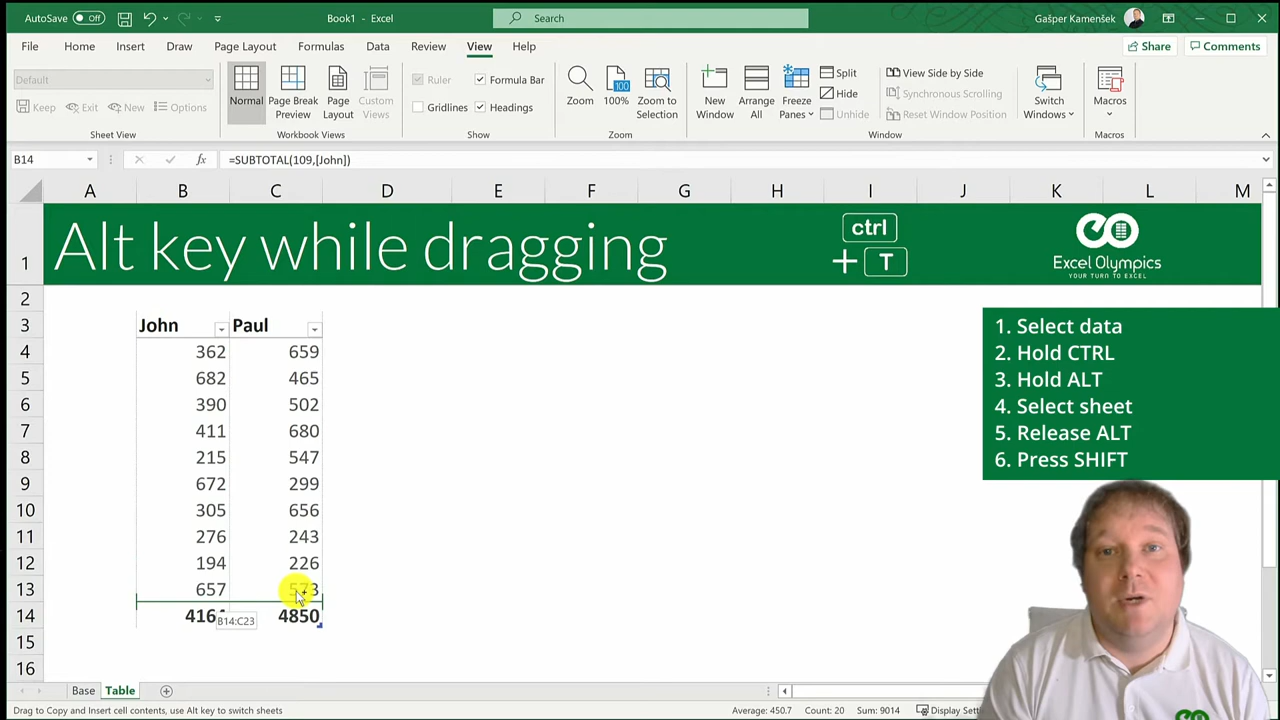 AutoSave Off Book1 - Excel Search Gašper Kamenšek
File Home Insert Draw Page Layout Formulas Data Review View Help Share Comments
Default
Keep Exit New Options
Sheet View
Normal
Page Break Preview
Page Layout
Custom Views
Workbook Views
Ruler Formula Bar
Gridlines Headings
Show
Zoom
100%
Zoom to Selection
Zoom
New Window
Arrange All
Freeze Panes
Split
Hide
Unhide
View Side by Side
Synchronous Scrolling
Reset Window Position
Window
Switch Windows
Macros
Macros
B14 fx =SUBTOTAL(109,[John])
A B C D E F G H I J K L M
1 Alt key while dragging
ctrl
+ T
Excel Olympics
YOUR TURN TO EXCEL
2
3 John Paul
4 362 659
5 682 465
6 390 502
7 411 680
8 215 547
9 672 299
10 305 656
11 276 243
12 194 226
13 657 573
14 4164 4850
B14:C23
15
16
1. Select data
2. Hold CTRL
3. Hold ALT
4. Select sheet
5. Release ALT
6. Press SHIFT
Base Table
Drag to Copy and Insert cell contents, use Alt key to switch sheets Average: 450.7 Count: 20 Sum: 9014